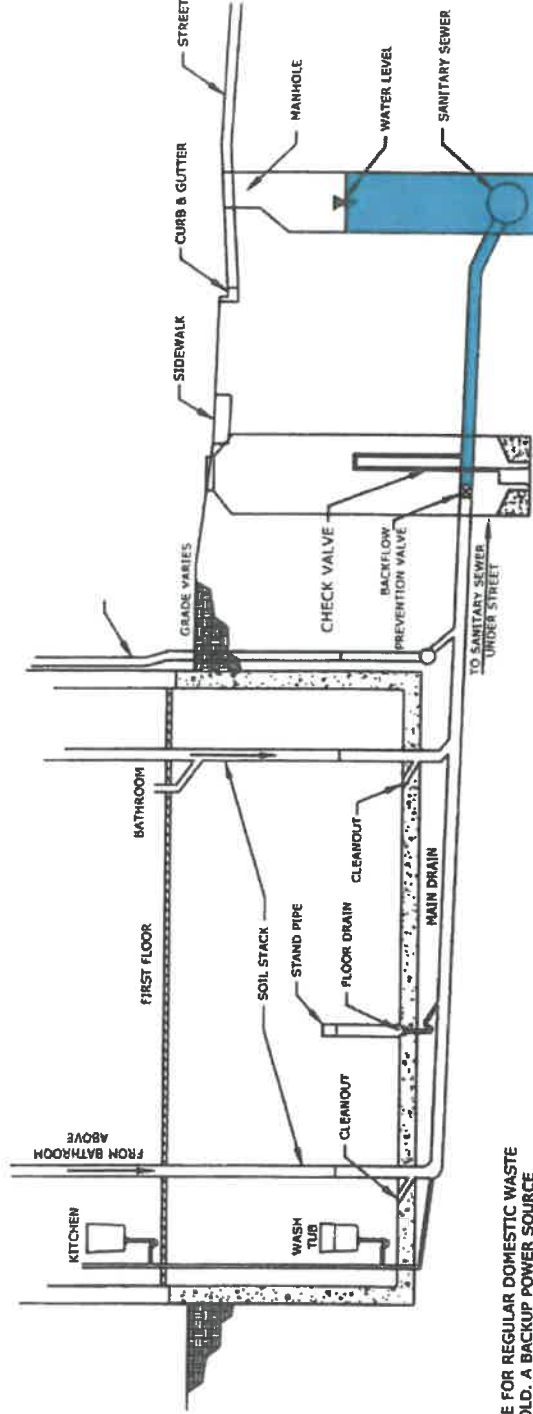 STREET
MANHOLE
WATER LEVEL
SANITARY SEWER
CURB & GUTTER
SIDEWALK
GRADE VARIES
CHECK VALVE
BACKFLOW
PREVENTION VALVE
TO SANITARY SEWER
UNDER STREET
BATHROOM
FIRST FLOOR
SOIL STACK
STAND PIPE
FLOOR DRAIN
CLEANOUT
MAIN DRAIN
CLEANOUT
FROM BATHROOM
ABOVE
KITCHEN
WASH
TUB
E FOR REGULAR DOMESTIC WASTE
OLD. A BACKUP POWER SOURCE